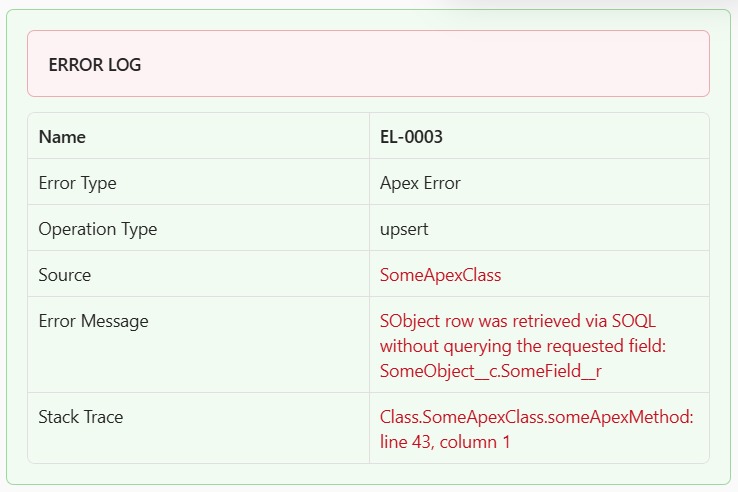 ERROR LOG
Name
EL-0003
Error Type
Apex Error
Operation Type
upsert
Source
SomeApexClass
Error Message
SObject row was retrieved via SOQL
without querying the requested field:
SomeObject__c.SomeField__r
Stack Trace
Class.SomeApexClass.someApexMethod:
line 43, column 1